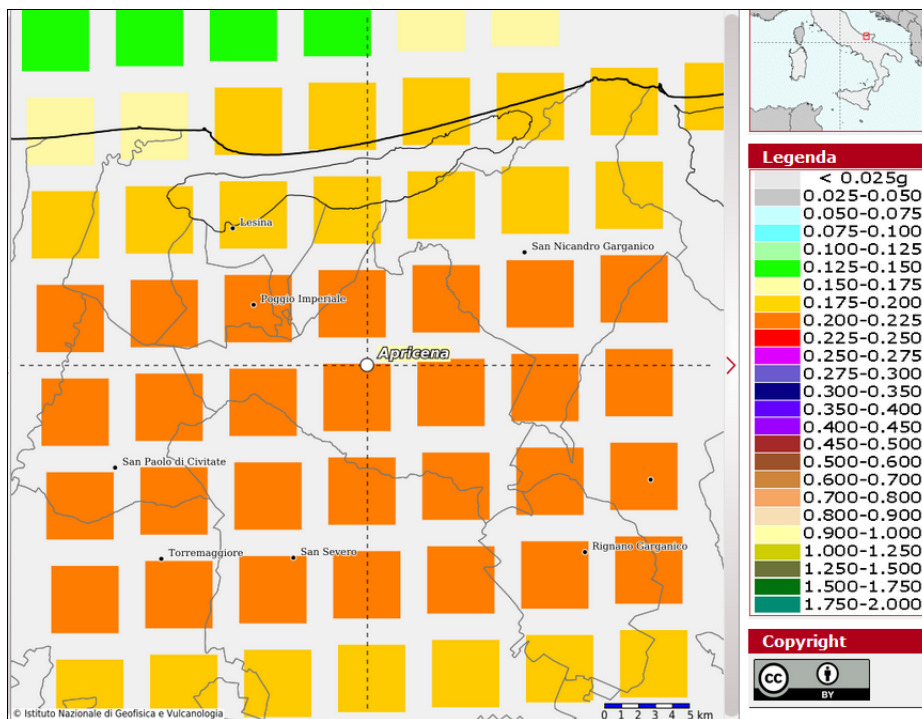 Lesina
San Nicandro Garganico
Poggio Imperiale
Apricena
San Paolo di Civitate
Torremaggiore
San Severo
Rignano Garganico
© Istituto Nazionale di Geofisica e Vulcanologia
0 1 2 3 4 5 km
Legenda
< 0.025g
0.025-0.050
0.050-0.075
0.075-0.100
0.100-0.125
0.125-0.150
0.150-0.175
0.175-0.200
0.200-0.225
0.225-0.250
0.250-0.275
0.275-0.300
0.300-0.350
0.350-0.400
0.400-0.450
0.450-0.500
0.500-0.600
0.600-0.700
0.700-0.800
0.800-0.900
0.900-1.000
1.000-1.250
1.250-1.500
1.500-1.750
1.750-2.000
Copyright
cc
BY